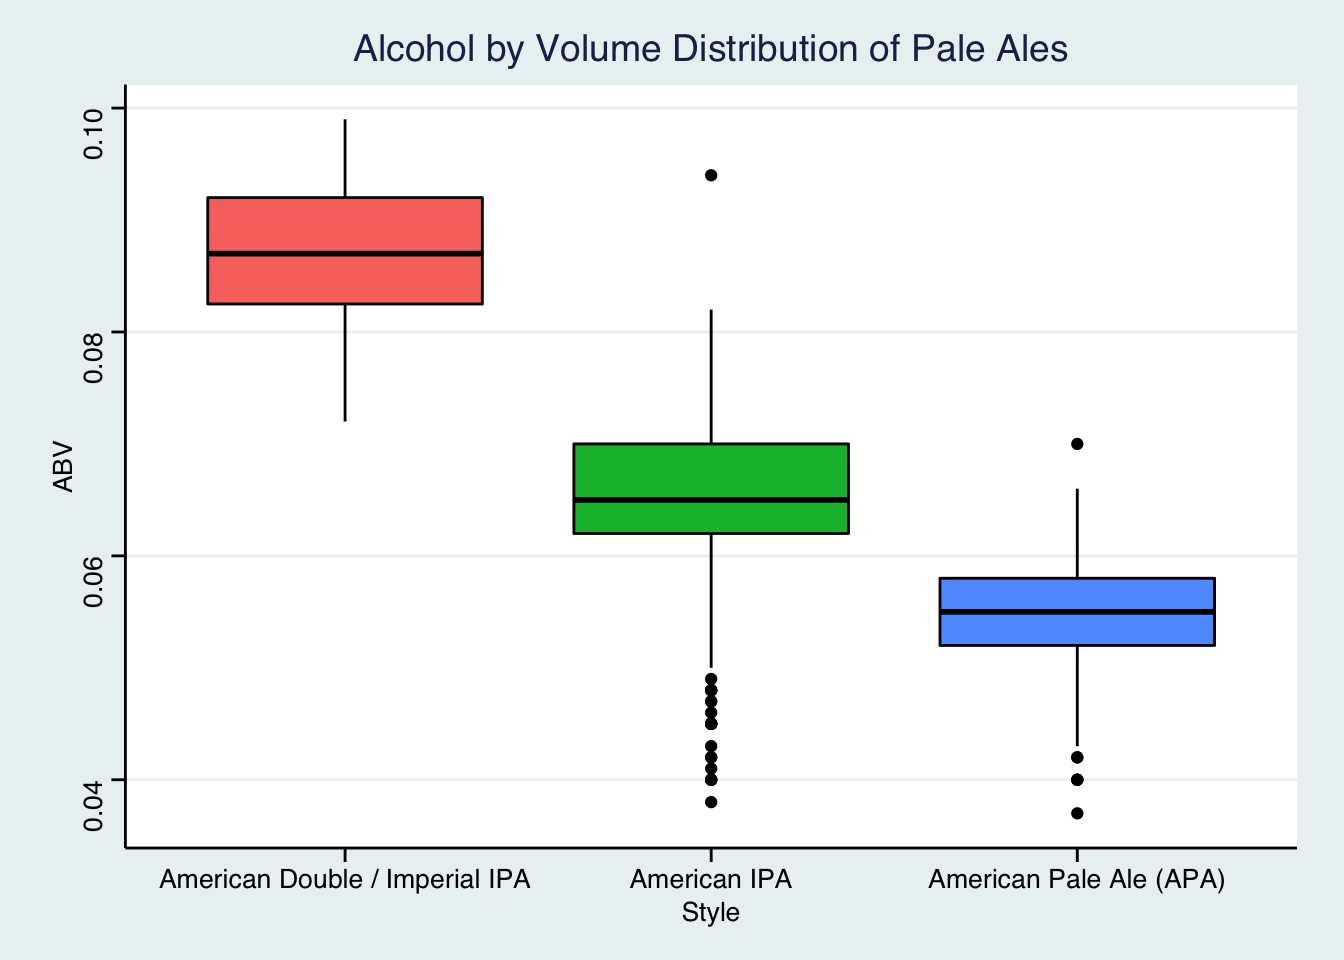 Alcohol by Volume Distribution of Pale Ales
0.10
0.08
0.06
0.04
ABV
American Double / Imperial IPA
American IPA
American Pale Ale (APA)
Style